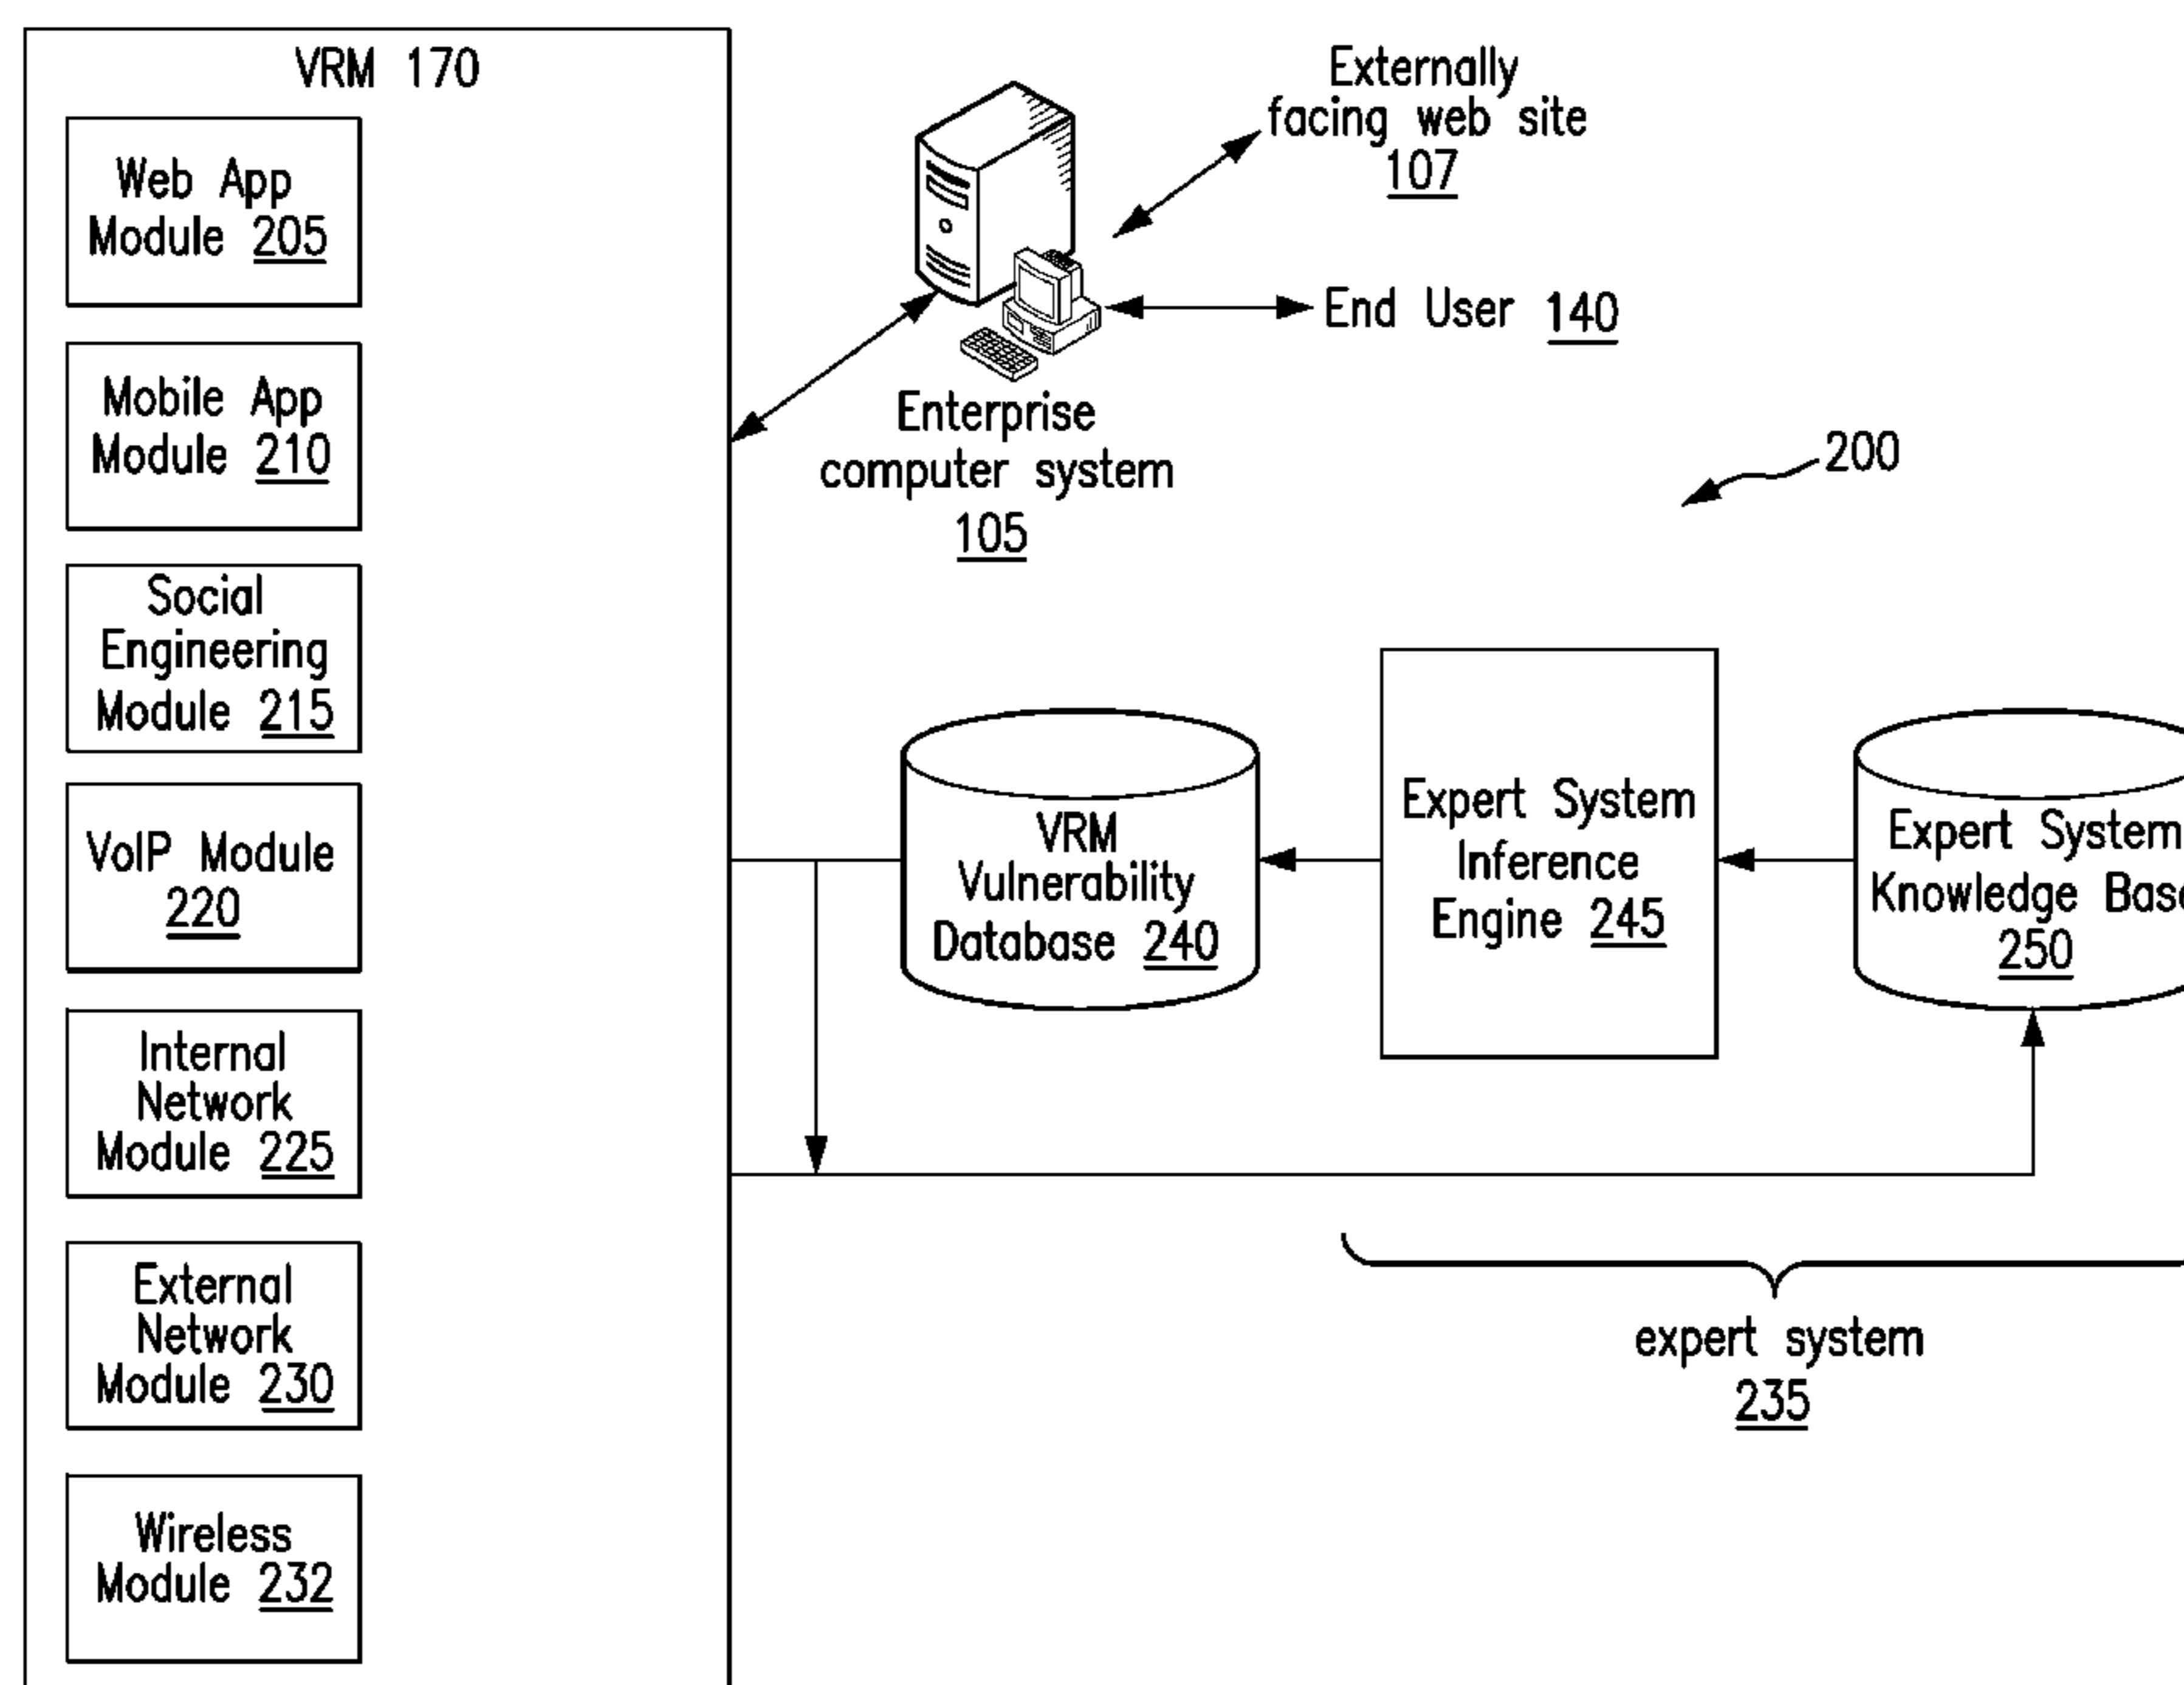 VRM 170
Web App
Module 205
Mobile App
Module 210
Social
Engineering
Module 215
VoIP Module
220
Internal
Network
Module 225
External
Network
Module 230
Wireless
Module 232
Externally
facing web site
107
End User 140
Enterprise
computer system
105
200
VRM
Vulnerability
Database 240
Expert System
Inference
Engine 245
Expert System
Knowledge Base
250
expert system
235